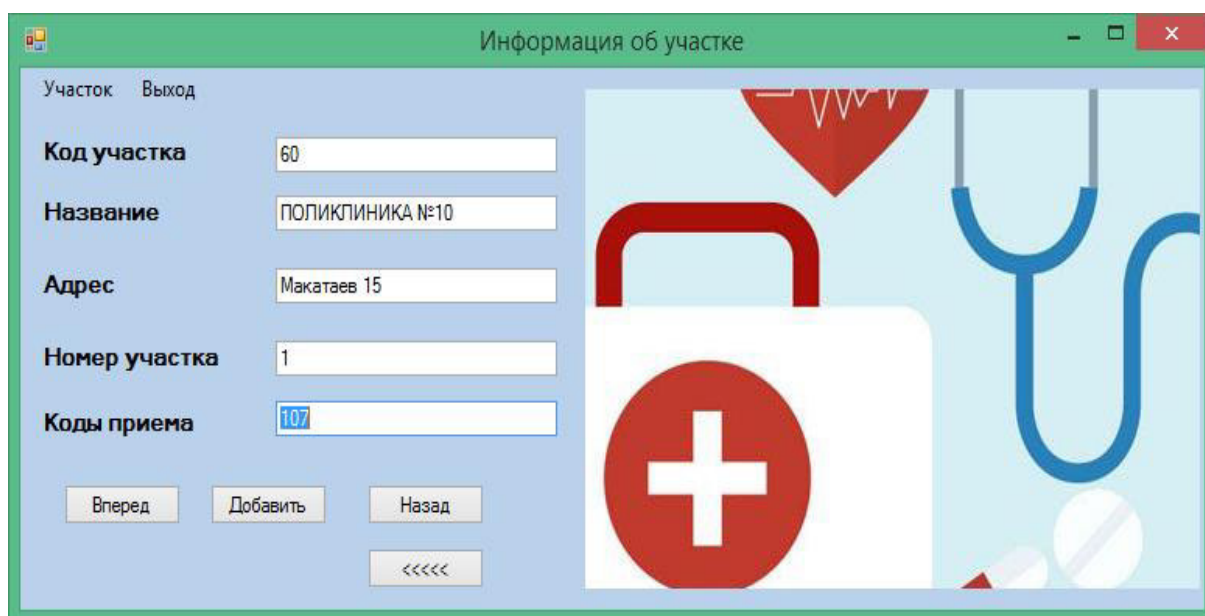 Информация об участке
Участок Выход
Код участка 60
Название ПОЛИКЛИНИКА №10
Адрес Макатаев 15
Номер участка 1
Коды приема 107
Вперед Добавить Назад
<<<<<